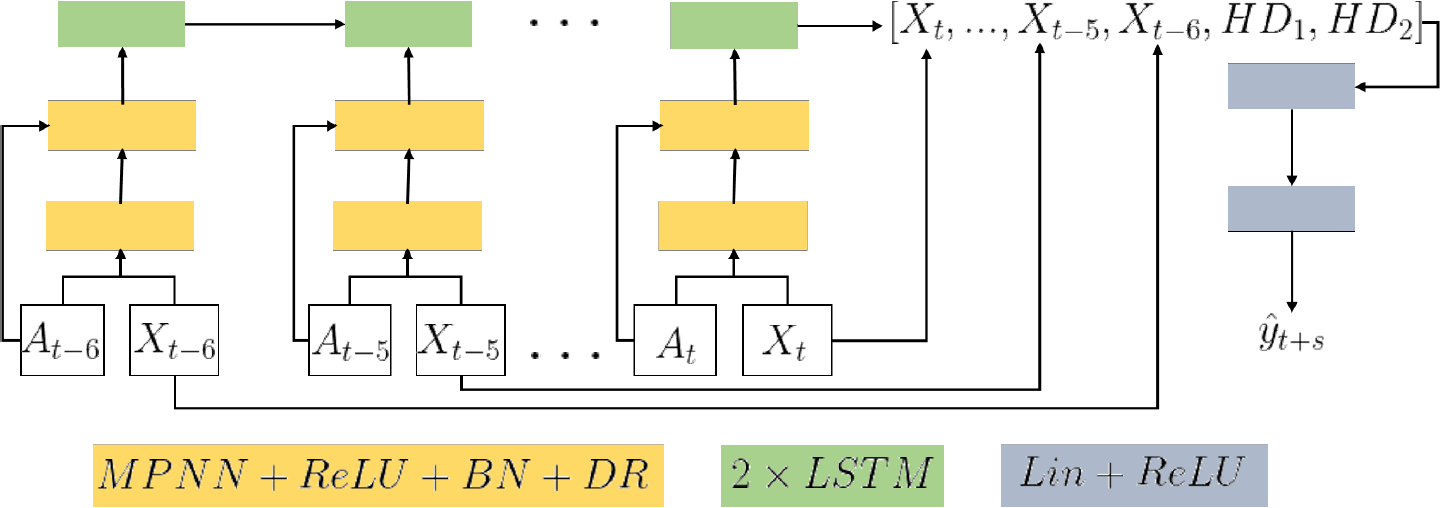 . . .
[X_t, ..., X_{t-5}, X_{t-6}, HD_1, HD_2]
A_{t-6} X_{t-6} A_{t-5} X_{t-5} . . . A_t X_t
ŷ_{t+s}
MPNN + ReLU + BN + DR
2 × LSTM
Lin + ReLU